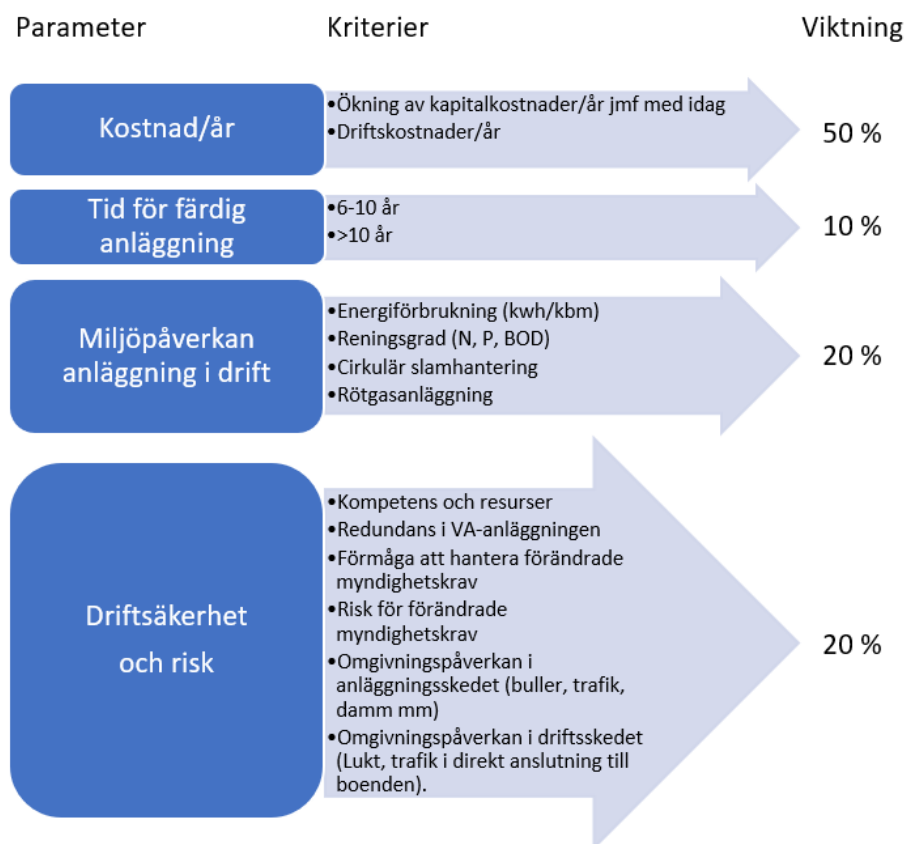 Parameter
Kriterier
Viktning
Kostnad/år
•Ökning av kapitalkostnader/år jmf med idag
•Driftskostnader/år
50 %
Tid för färdig
anläggning
•6-10 år
•>10 år
10 %
Miljöpåverkan
anläggning i drift
•Energiförbrukning (kwh/kbm)
•Reningsgrad (N, P, BOD)
•Cirkulär slamhantering
•Rötgasanläggning
20 %
Driftsäkerhet
och risk
•Kompetens och resurser
•Redundans i VA-anläggningen
•Förmåga att hantera förändrade
myndighetskrav
•Risk för förändrade
myndighetskrav
•Omgivningspåverkan i
anläggningsskedet (buller, trafik,
damm mm)
•Omgivningspåverkan i driftsskedet
(Lukt, trafik i direkt anslutning till
boenden).
20 %